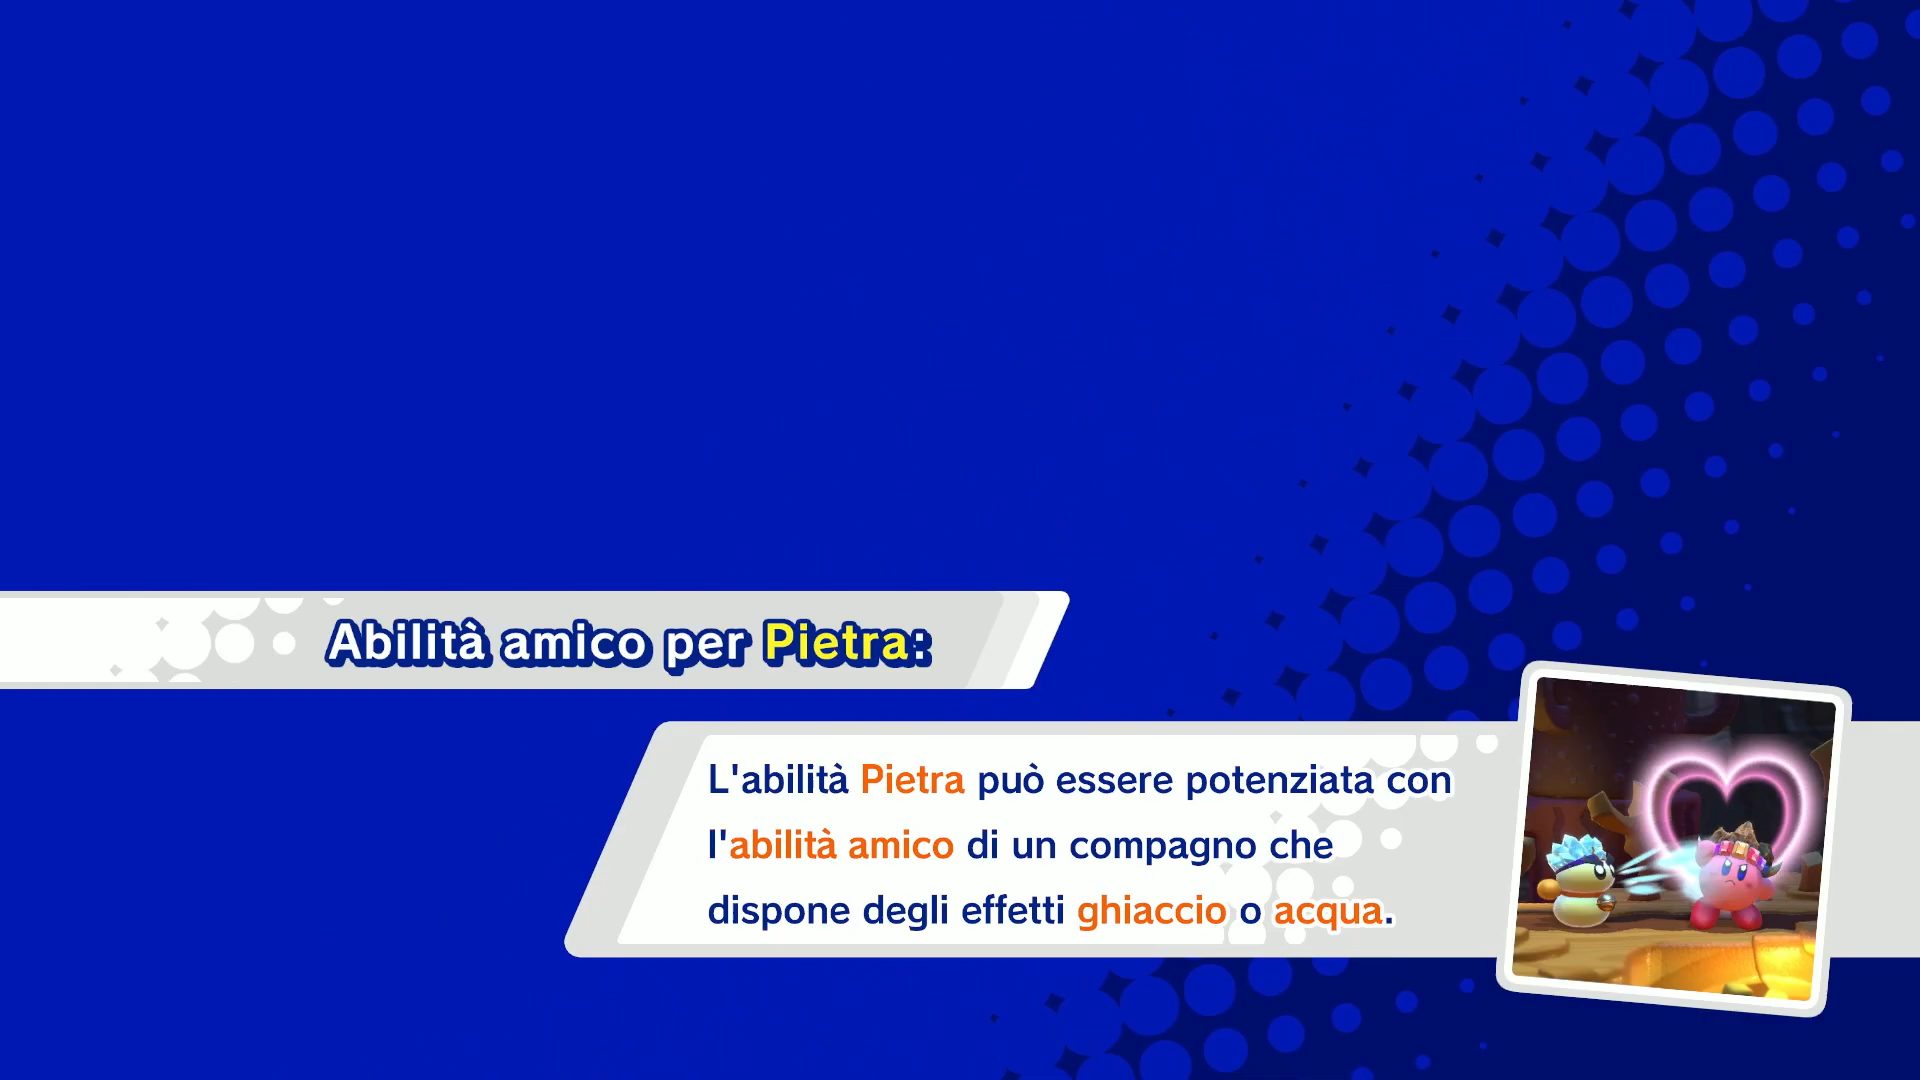 Abilità amico per Pietra:
L'abilità Pietra può essere potenziata con
l'abilità amico di un compagno che
dispone degli effetti ghiaccio o acqua.